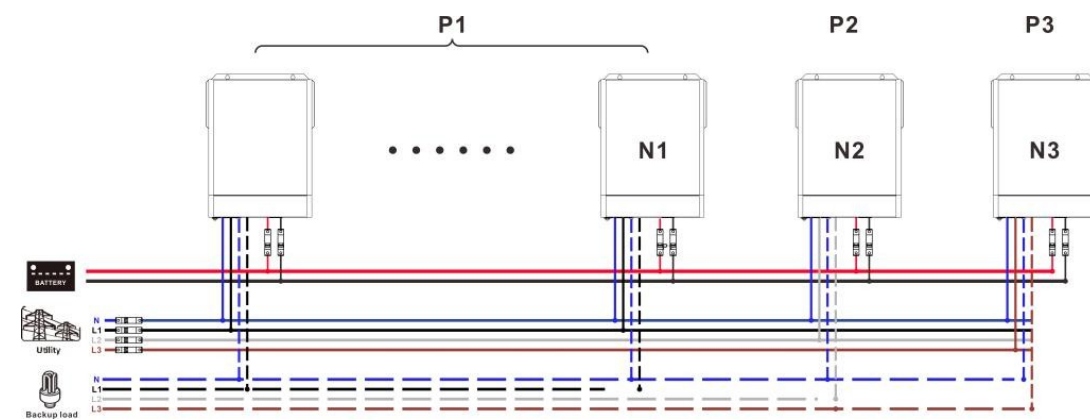 P1 P2 P3
N1 N2 N3
BATTERY
N
L1
L2
L3
Utility
N
L1
L2
L3
Backup load